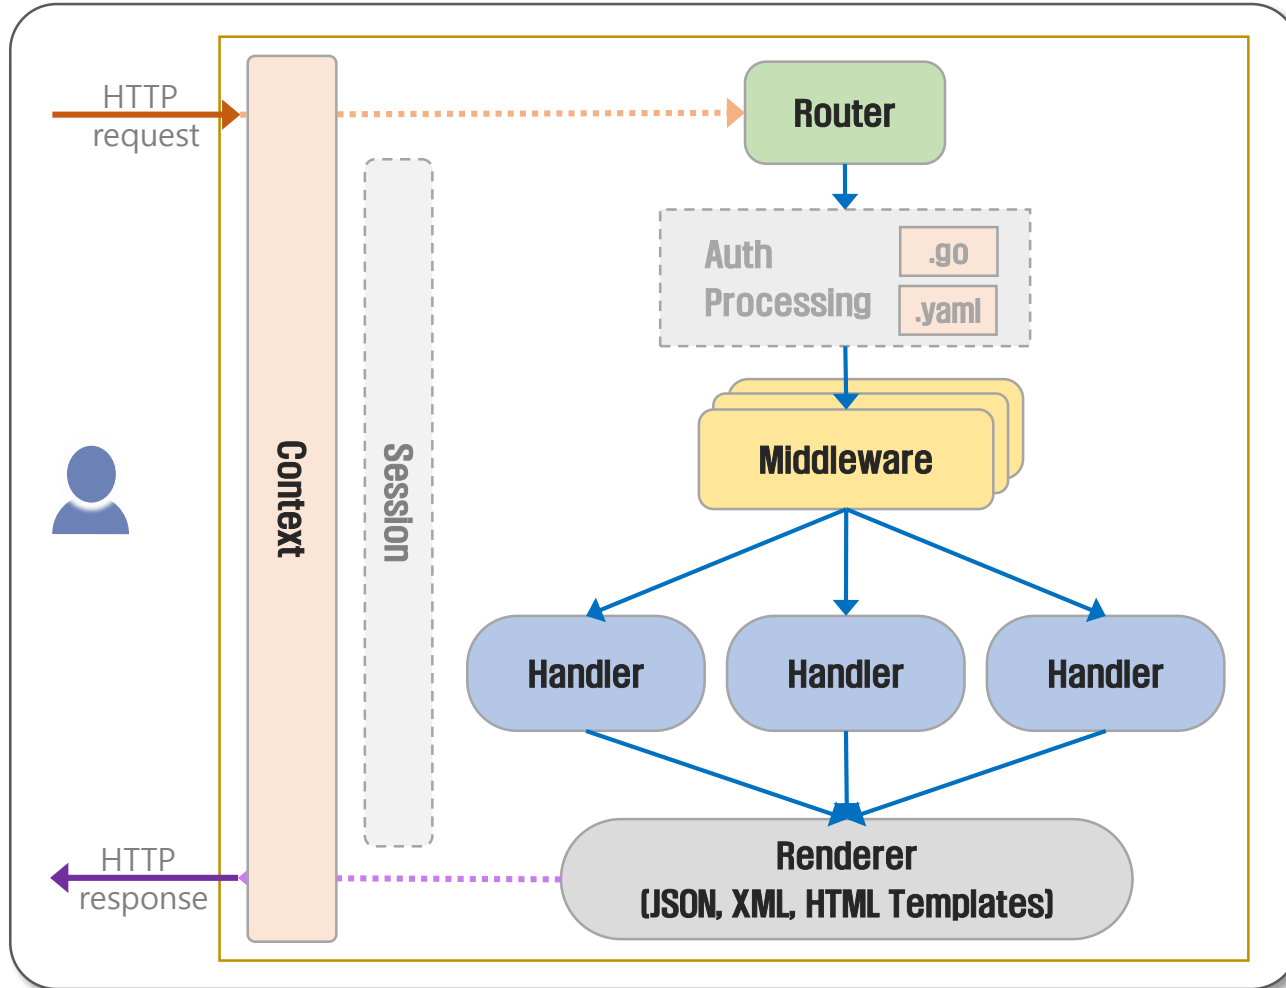 HTTP
request
Router
Auth
Processing
.go
.yaml
Context
Session
Middleware
Handler
Handler
Handler
HTTP
response
Renderer
(JSON, XML, HTML Templates)